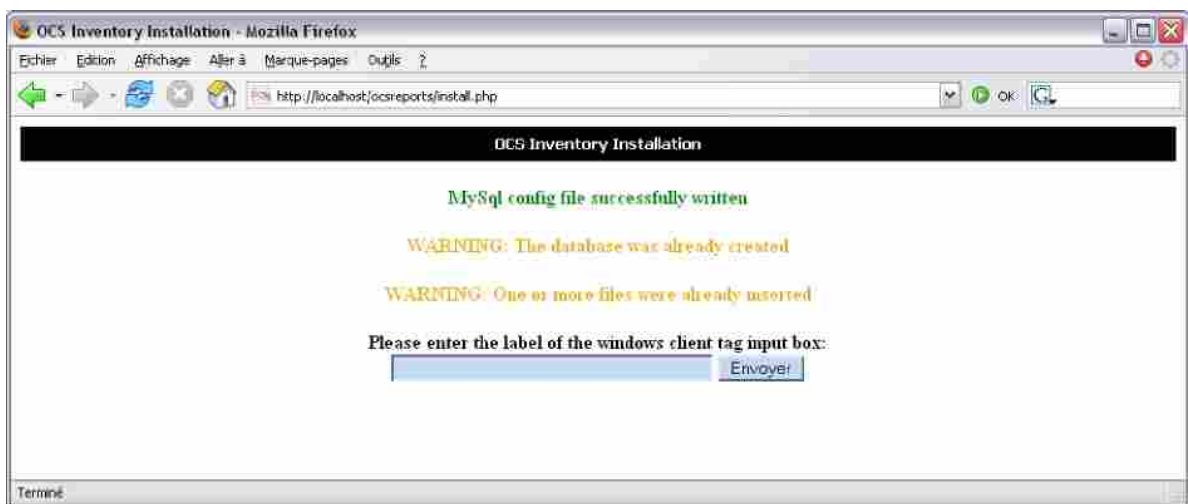 OCS Inventory Installation - Mozilla Firefox
Fichier Edition Affichage Aller à Marque-pages Outils ?
http://localhost/ocsreports/install.php OK G
OCS Inventory Installation
MySql config file successfully written
WARNING: The database was already created
WARNING: One or more files were already inserted
Please enter the label of the windows client tag input box:
Envoyer
Terminé